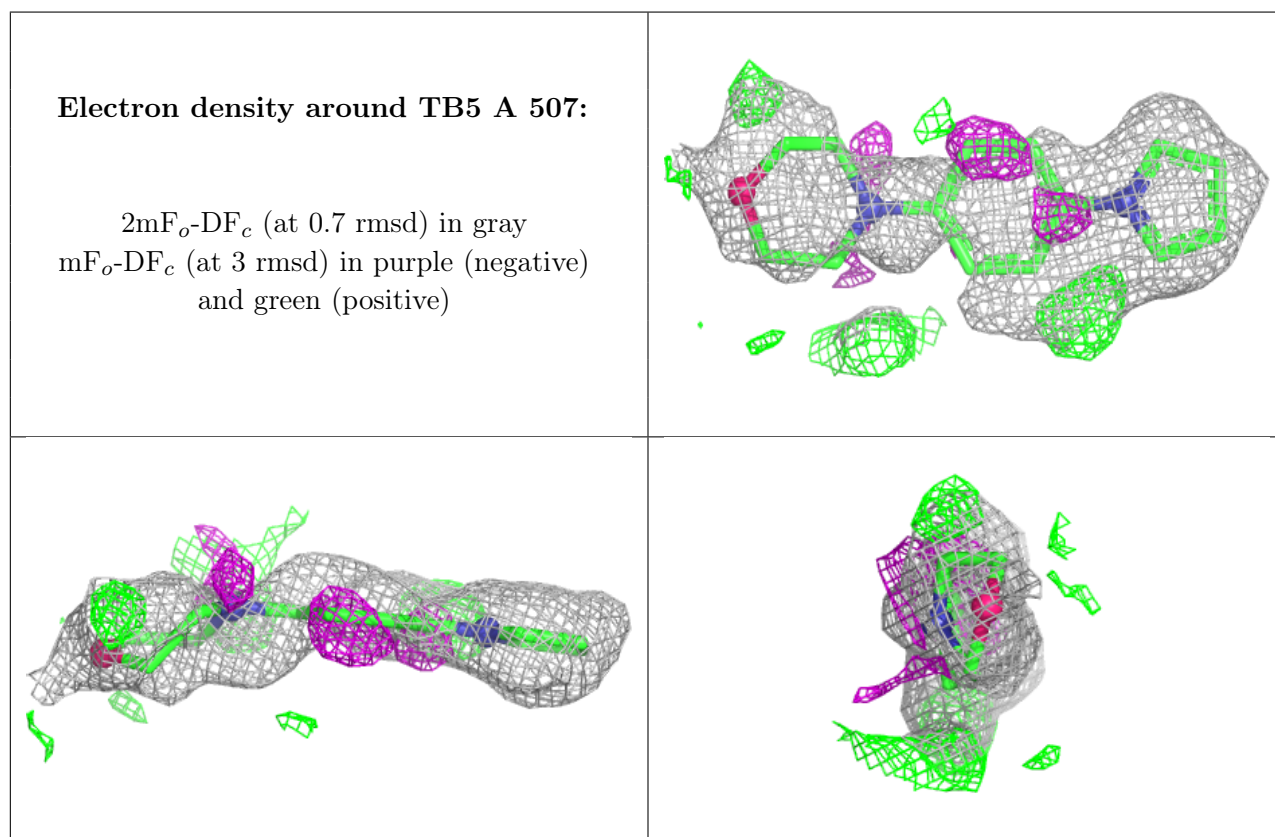 Electron density around TB5 A 507:
2mFo-DFc (at 0.7 rmsd) in gray
mFo-DFc (at 3 rmsd) in purple (negative)
and green (positive)